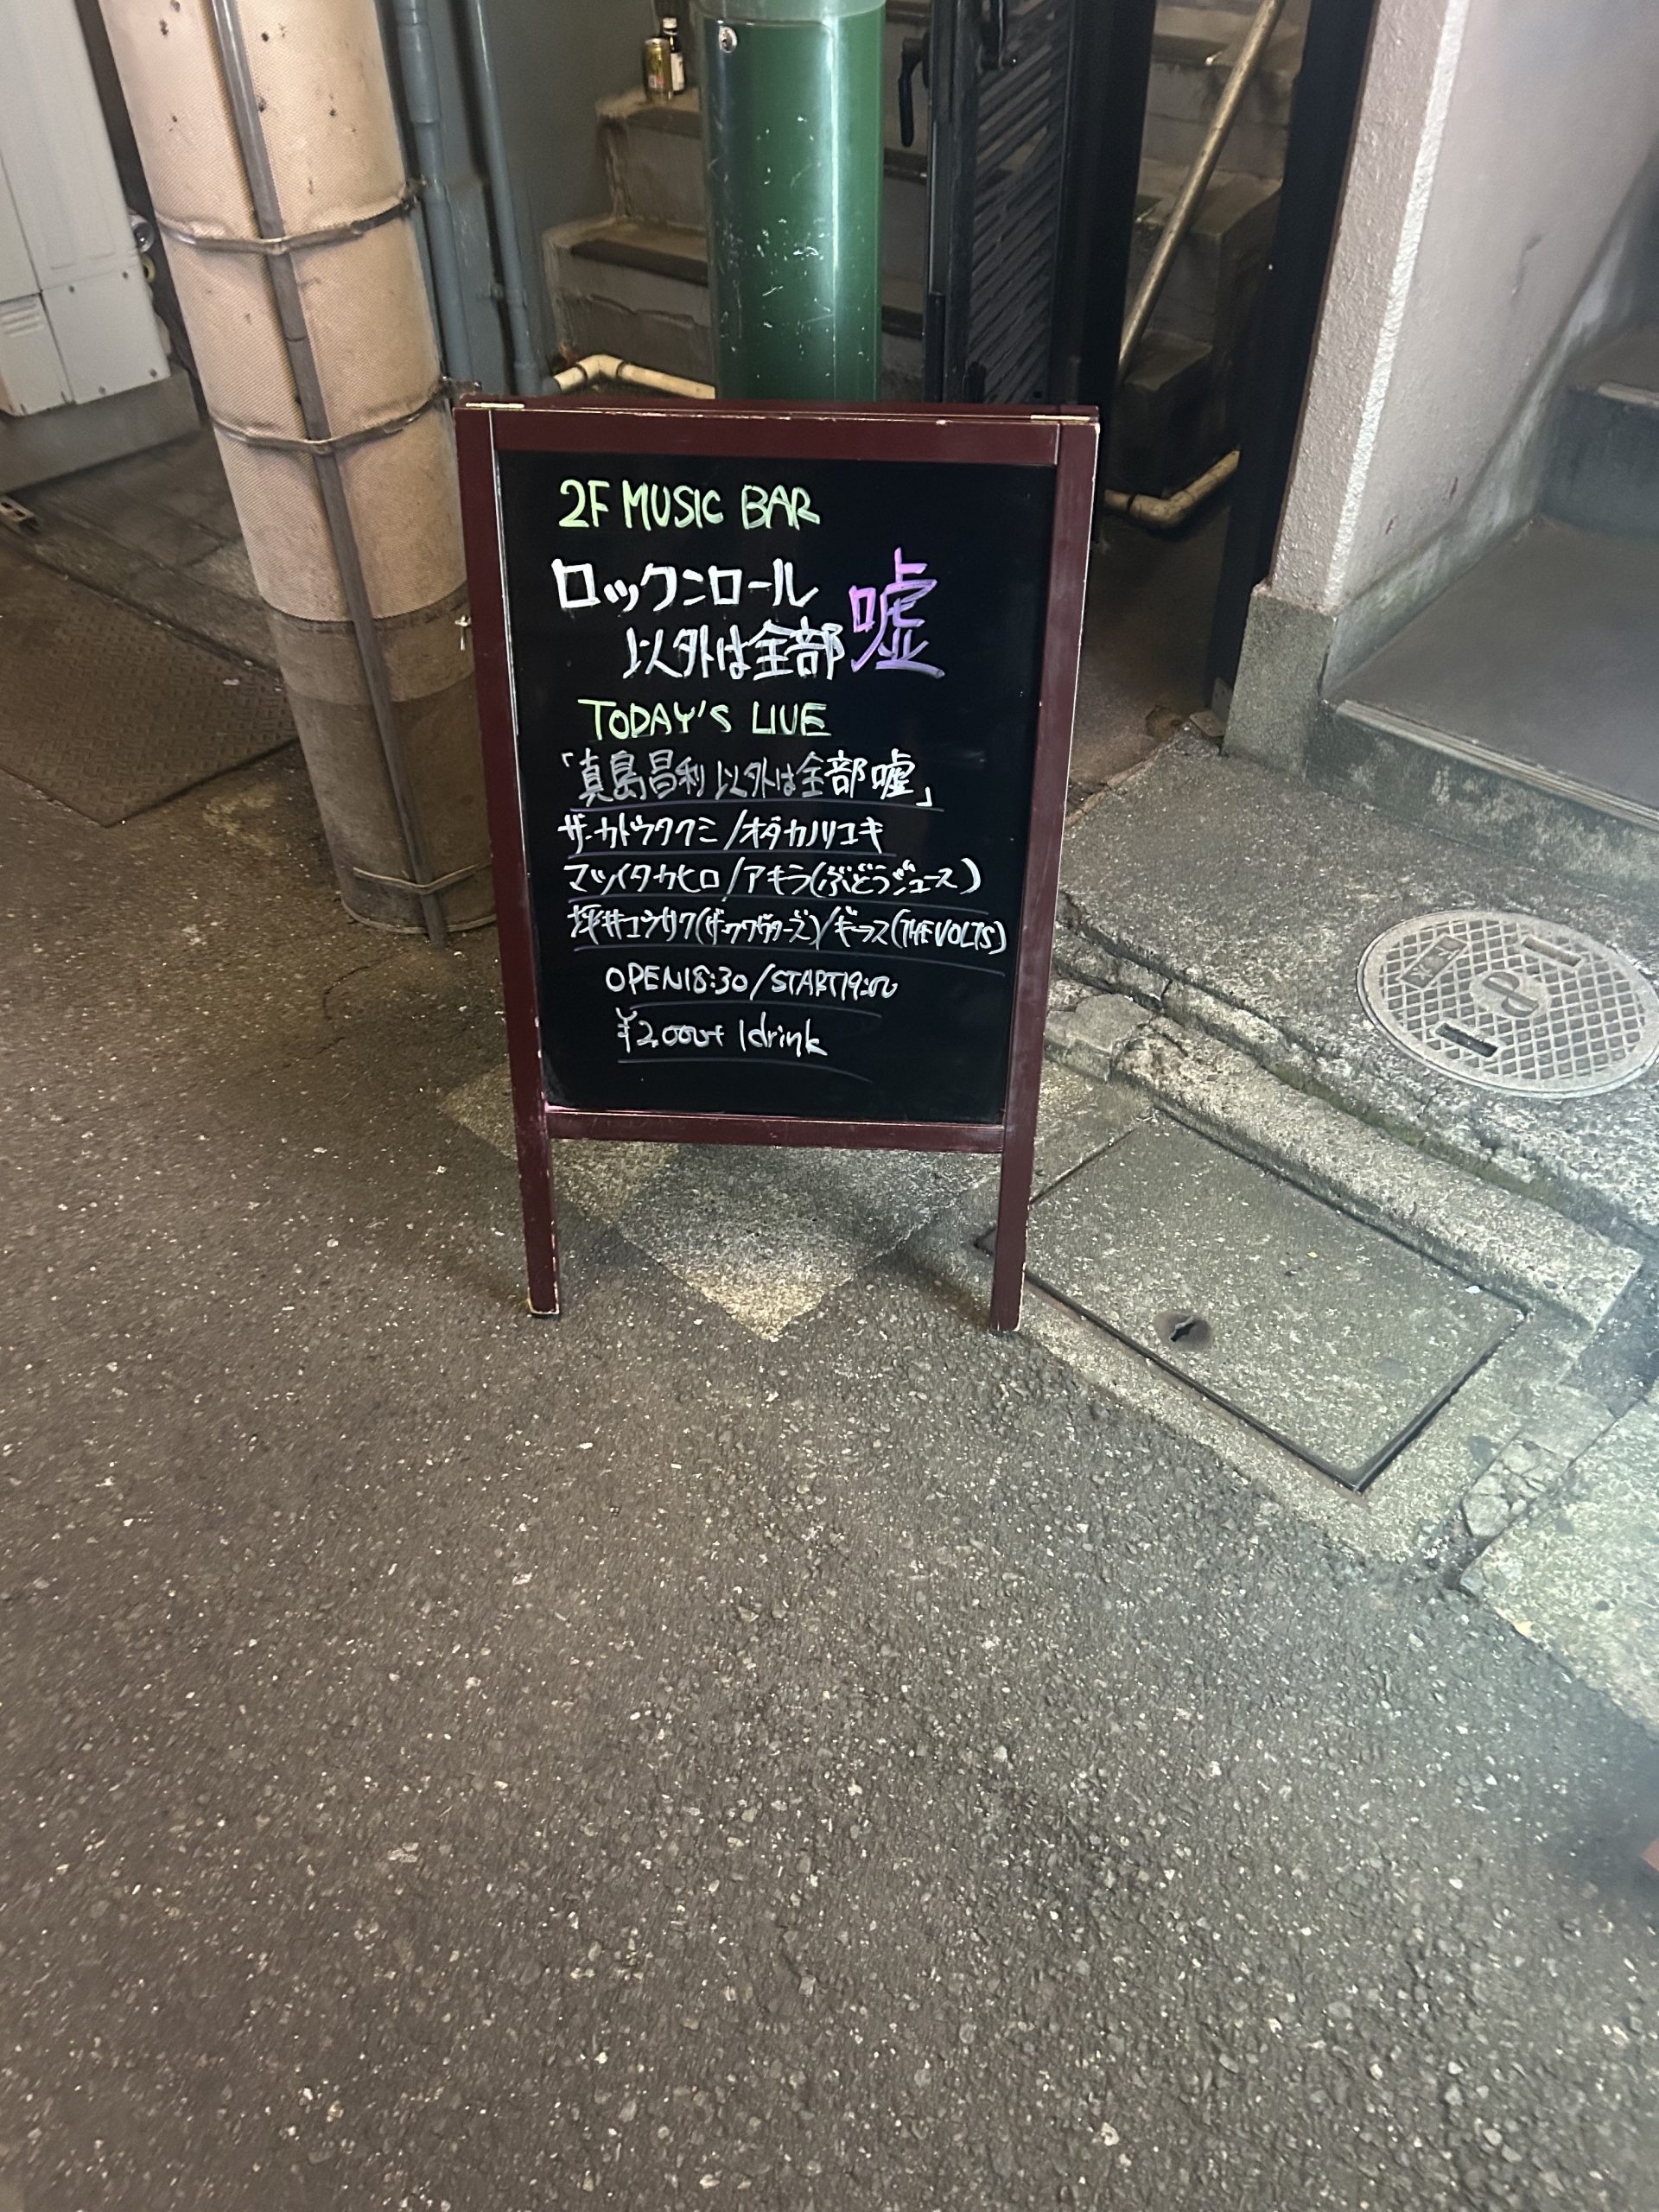 2F MUSIC BAR
ロックンロール
以外は全部嘘
TODAY'S LIVE
「真島昌利以外は全部嘘」
ザ・カトウタクミ/オダカノリユキ
マツイタカヒロ/アキラ(ぶどうジュース)
坪井コウサク(ザ・ワワワーズ)/ギラス(THE VOLTS)
OPEN18:30/START19:00
¥2,000+ 1drink